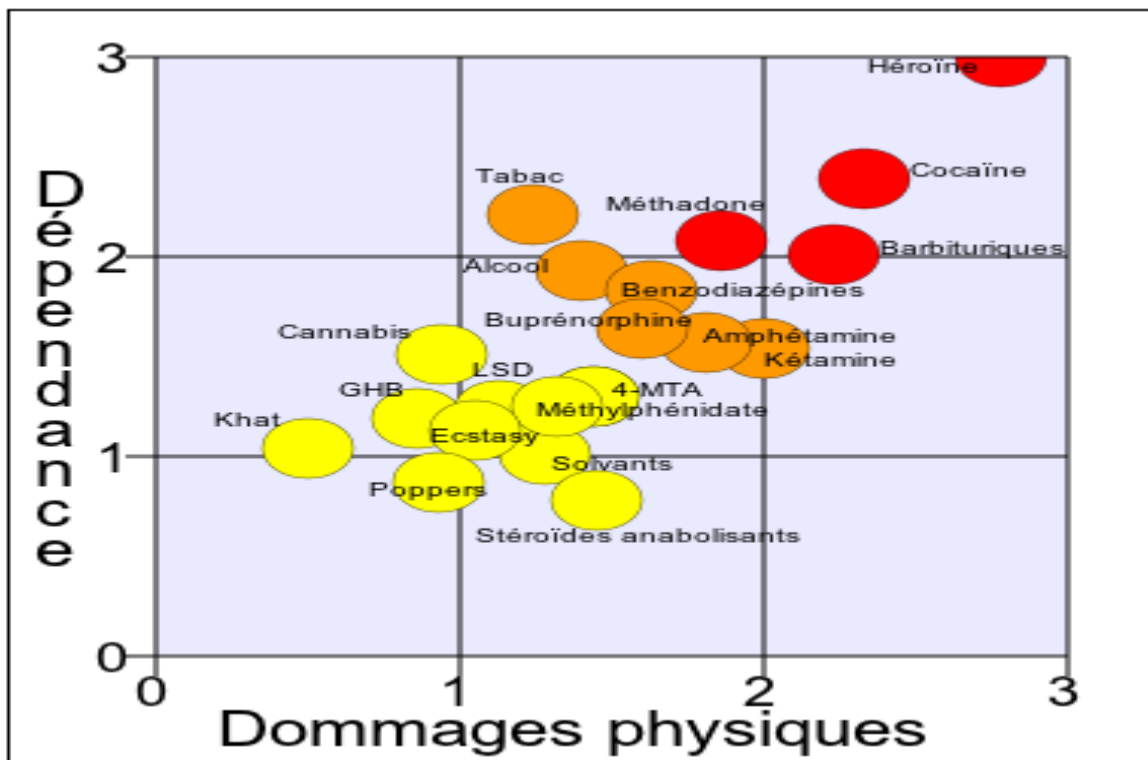 3
Héroïne
Cocaïne
Tabac
Méthadone
2
Barbituriques
Alcool
Benzodiazépines
Buprénorphine
Amphétamine
Cannabis
Kétamine
LSD
GHB
4-MTA
Méthylphénidate
Khat
Ecstasy
1
Solvants
Poppers
Stéroïdes anabolisants
0
Dépendance
0 1 2 3
Dommages physiques